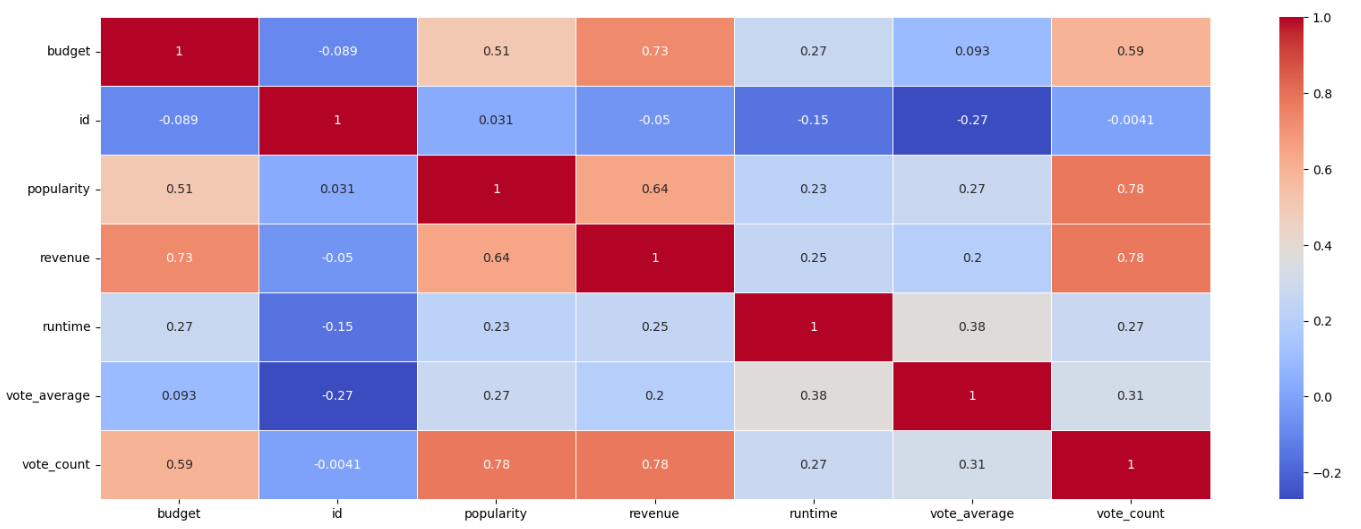 budget 1 -0.089 0.51 0.73 0.27 0.093 0.59
id -0.089 1 0.031 -0.05 -0.15 -0.27 -0.0041
popularity 0.51 0.031 1 0.64 0.23 0.27 0.78
revenue 0.73 -0.05 0.64 1 0.25 0.2 0.78
runtime 0.27 -0.15 0.23 0.25 1 0.38 0.27
vote_average 0.093 -0.27 0.27 0.2 0.38 1 0.31
vote_count 0.59 -0.0041 0.78 0.78 0.27 0.31 1
budget id popularity revenue runtime vote_average vote_count
1.0
0.8
0.6
0.4
0.2
0.0
−0.2